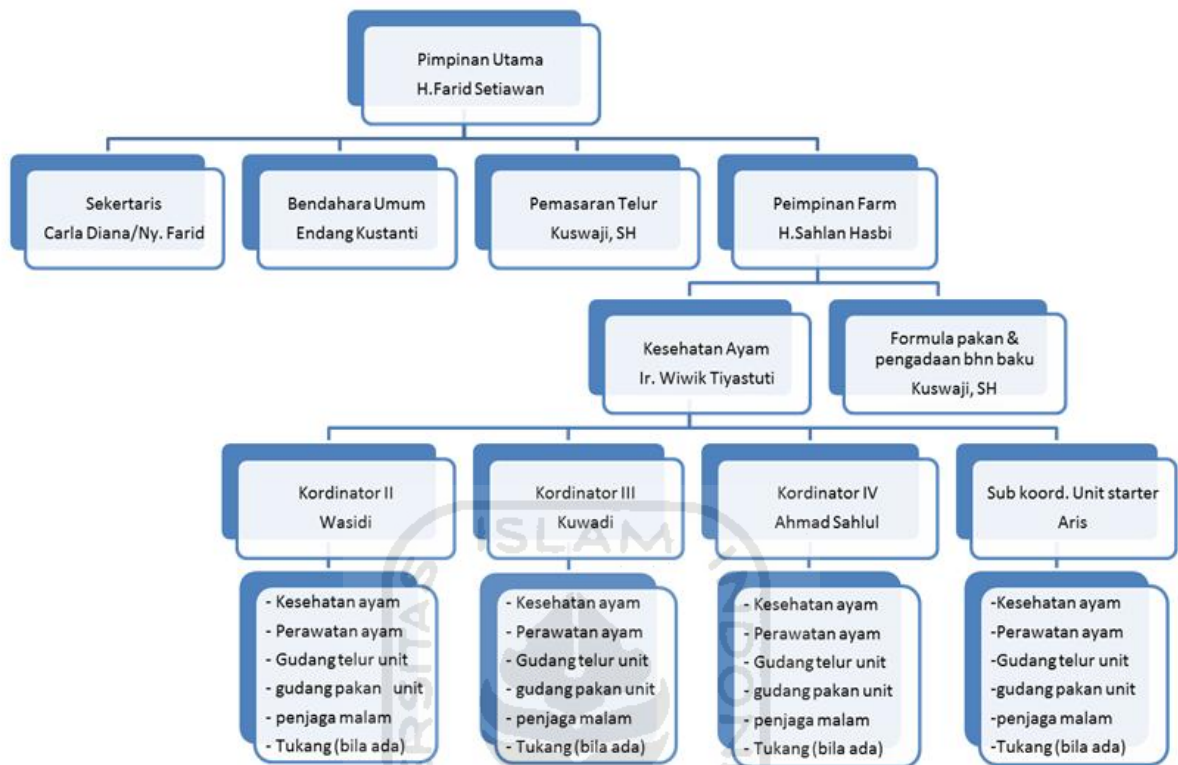 Pimpinan Utama
H.Farid Setiawan
Sekertaris
Carla Diana/Ny. Farid
Bendahara Umum
Endang Kustanti
Pemasaran Telur
Kuswaji, SH
Peimpinan Farm
H.Sahlan Hasbi
Kesehatan Ayam
Ir. Wiwik Tiyastuti
Formula pakan &
pengadaan bhn baku
Kuswaji, SH
Kordinator II
Wasidi
Kordinator III
Kuwadi
Kordinator IV
Ahmad Sahlul
Sub koord. Unit starter
Aris
- Kesehatan ayam
- Perawatan ayam
- Gudang telur unit
- gudang pakan unit
- penjaga malam
- Tukang (bila ada)
- Kesehatan ayam
- Perawatan ayam
- Gudang telur unit
- gudang pakan unit
- penjaga malam
- Tukang (bila ada)
- Kesehatan ayam
- Perawatan ayam
- Gudang telur unit
- gudang pakan unit
- penjaga malam
- Tukang (bila ada)
-Kesehatan ayam
-Perawatan ayam
-Gudang telur unit
-gudang pakan unit
-penjaga malam
-Tukang (bila ada)
ISLAM